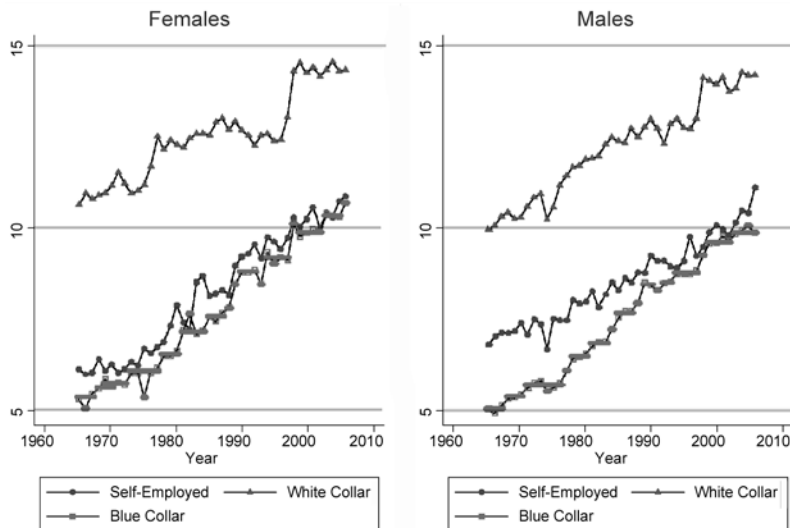 Females
15
10
5
1960 1970 1980 1990 2000 2010
Year
Self-Employed White Collar
Blue Collar
Males
15
10
5
1960 1970 1980 1990 2000 2010
Year
Self-Employed White Collar
Blue Collar